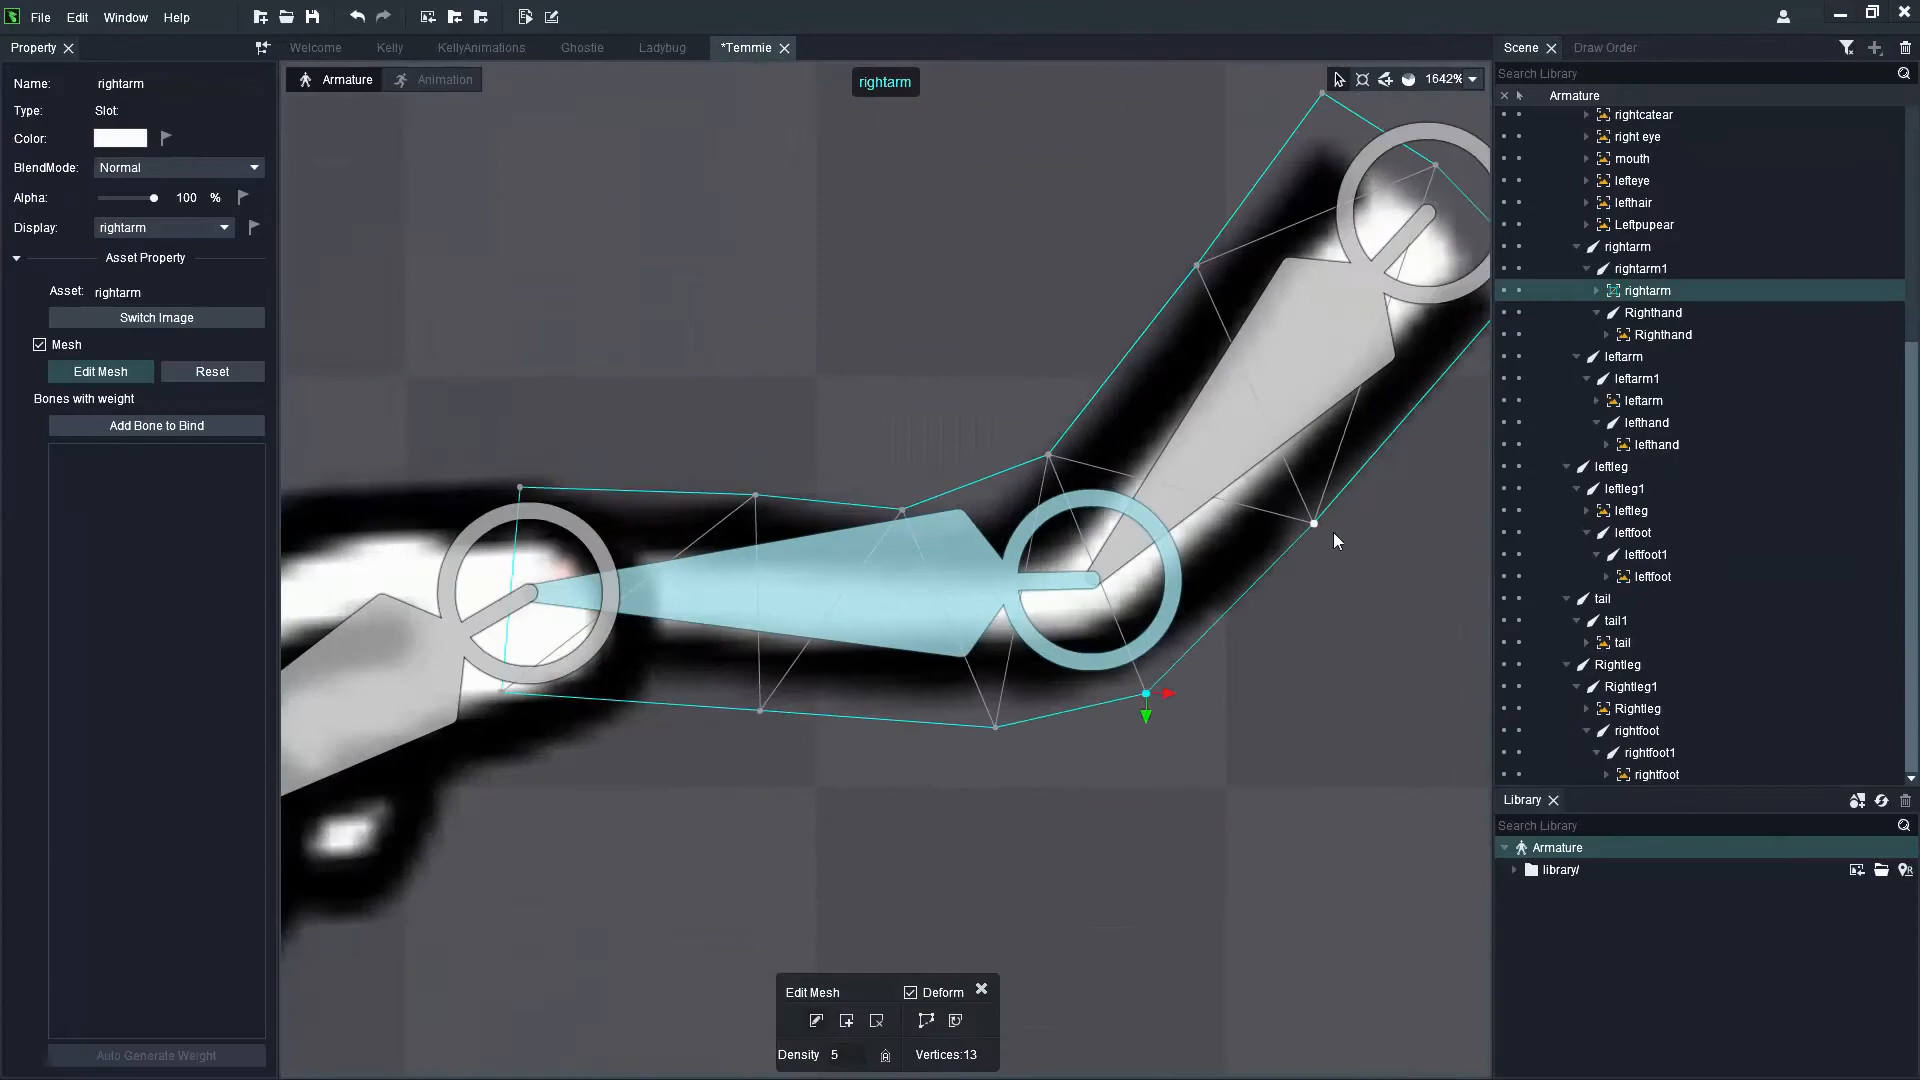 File Edit Window Help
Property
Welcome Kelly KellyAnimations Ghostie Ladybug *Temmie
Scene Draw Order
Name: rightarm
Type: Slot:
Color:
BlendMode: Normal
Alpha: 100 %
Display: rightarm
Asset Property
Asset: rightarm
Switch Image
Mesh
Edit Mesh Reset
Bones with weight
Add Bone to Bind
Auto Generate Weight
Armature Animation
rightarm
1642%
Edit Mesh Deform
Density 5 Vertices:13
Search Library
Armature
rightcatear
right eye
mouth
lefteye
lefthair
Leftpupear
rightarm
rightarm1
rightarm
Righthand
Righthand
leftarm
leftarm1
leftarm
lefthand
lefthand
leftleg
leftleg1
leftleg
leftfoot
leftfoot1
leftfoot
tail
tail1
tail
Rightleg
Rightleg1
Rightleg
rightfoot
rightfoot1
rightfoot
Library
Search Library
Armature
library/